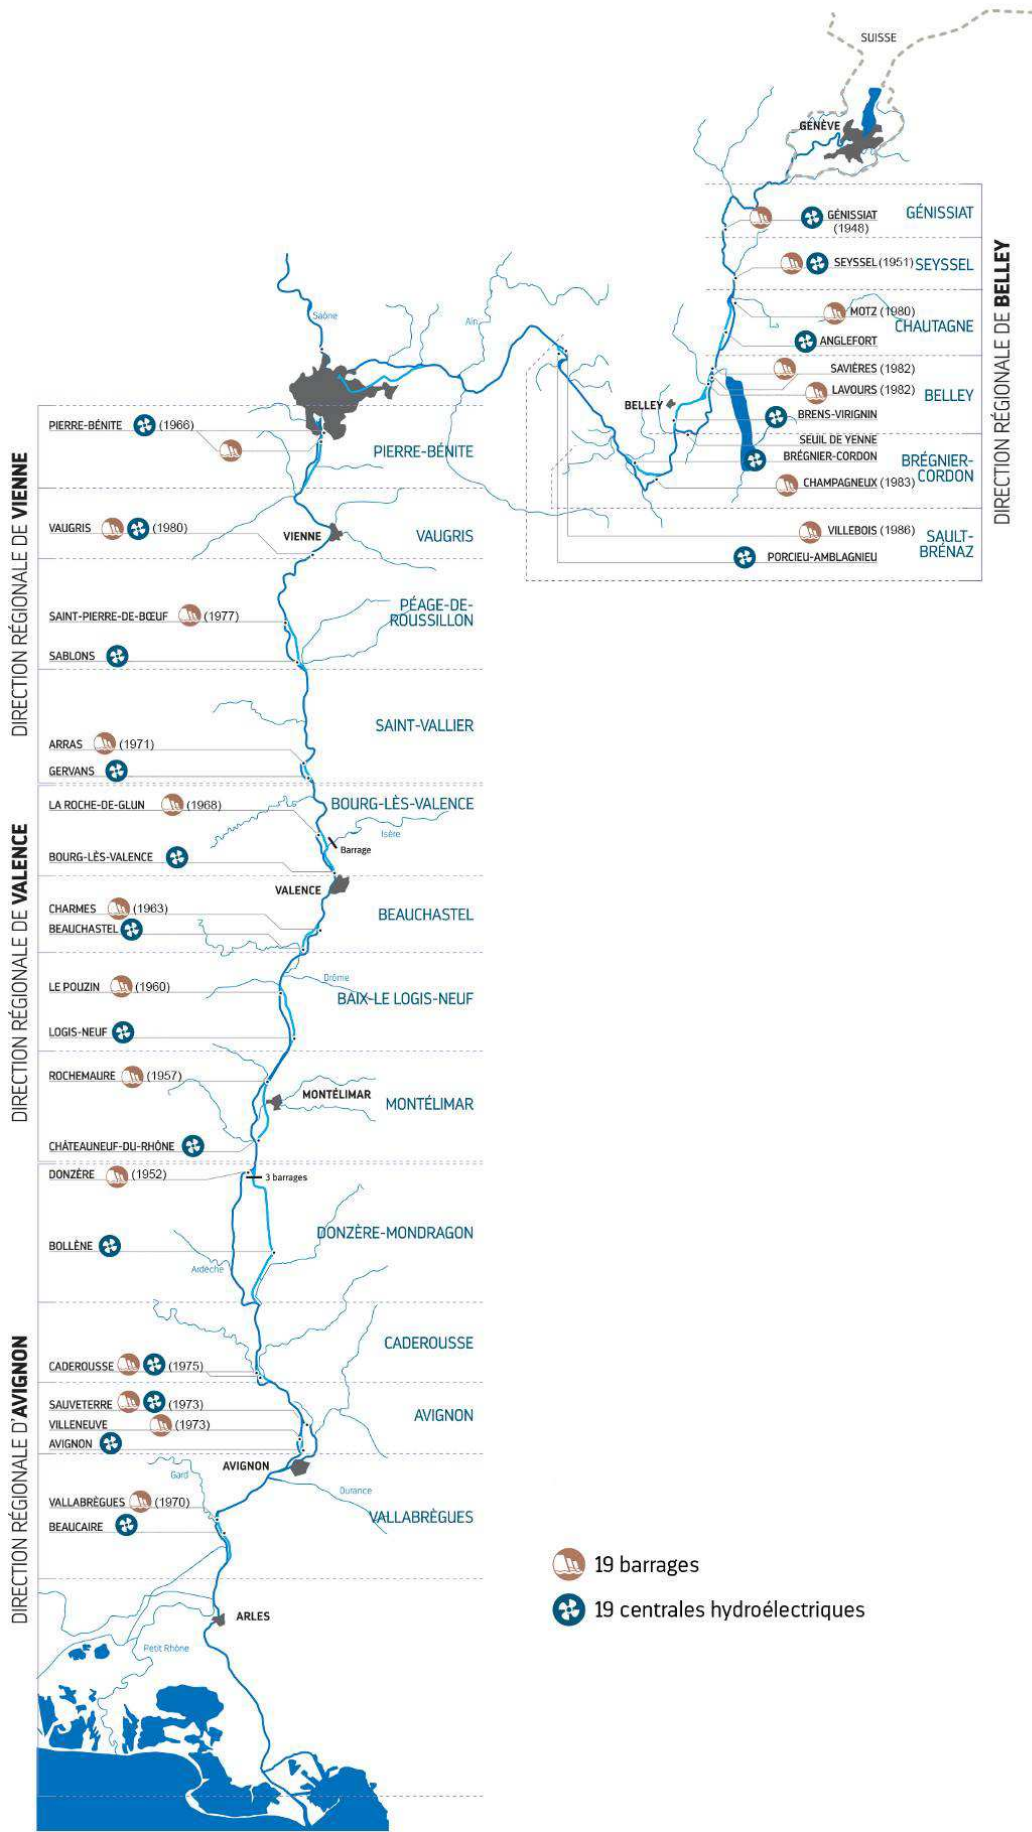 SUISSE
GENÈVE
GÉNISSIAT
(1948)
GÉNISSIAT
SEYSSEL (1951)
SEYSSEL
MOTZ (1980)
CHAUTAGNE
ANGLEFORT
SAVIÈRES (1982)
LAVOURS (1982)
BELLEY
BELLEY
BRENS-VIRIGNIN
SEUIL DE YENNE
BRÉGNIER-CORDON
BRÉGNIER-
CORDON
CHAMPAGNEUX (1983)
VILLEBOIS (1986)
SAULT-
BRÉNAZ
PORCIEU-AMBLAGNIEU
DIRECTION RÉGIONALE DE BELLEY
Saône
Ain
DIRECTION RÉGIONALE DE VIENNE
PIERRE-BÉNITE (1966)
PIERRE-BÉNITE
VAUGRIS (1980)
VIENNE
VAUGRIS
SAINT-PIERRE-DE-BŒUF (1977)
PÉAGE-DE-
ROUSSILLON
SABLONS
SAINT-VALLIER
ARRAS (1971)
GERVANS
DIRECTION RÉGIONALE DE VALENCE
LA ROCHE-DE-GLUN (1968)
BOURG-LÈS-VALENCE
Isère
Barrage
BOURG-LÈS-VALENCE
VALENCE
CHARMES (1963)
BEAUCHASTEL
BEAUCHASTEL
Drôme
LE POUZIN (1960)
BAIX-LE LOGIS-NEUF
LOGIS-NEUF
ROCHEMAURE (1957)
MONTÉLIMAR
MONTÉLIMAR
CHÂTEAUNEUF-DU-RHÔNE
DIRECTION RÉGIONALE D'AVIGNON
DONZÈRE (1952)
3 barrages
DONZÈRE-MONDRAGON
BOLLÈNE
Ardèche
CADEROUSSE
CADEROUSSE (1975)
SAUVETERRE (1973)
VILLENEUVE (1973)
AVIGNON
AVIGNON
AVIGNON
Gard
Durance
VALLABRÈGUES (1970)
VALLABRÈGUES
BEAUCAIRE
ARLES
Petit Rhône
19 barrages
19 centrales hydroélectriques